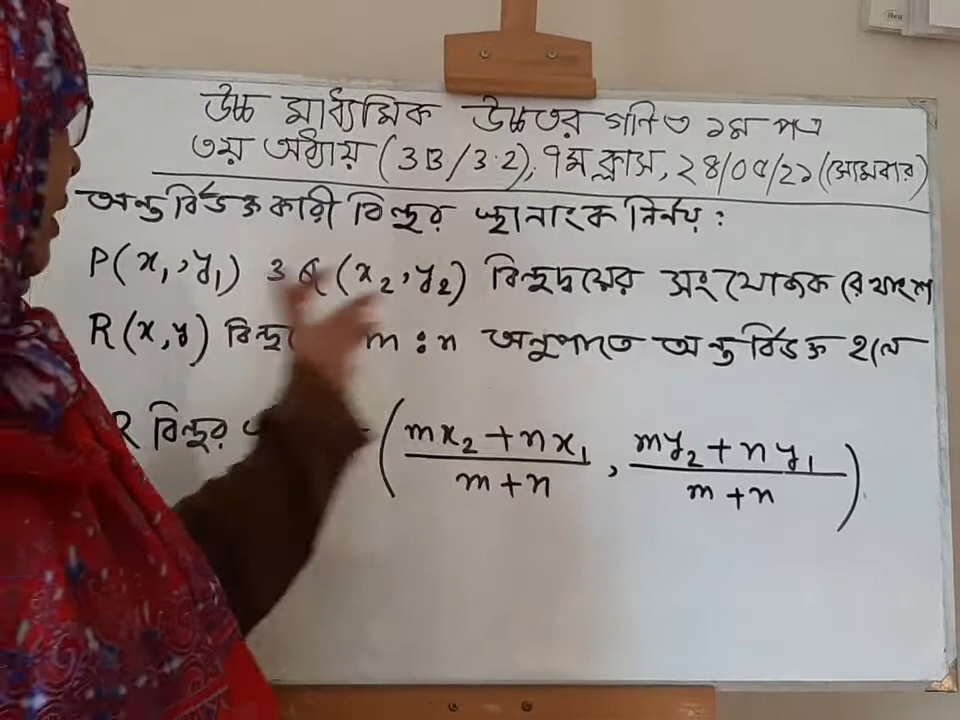 উচ্চ মাধ্যমিক উচ্চতর গনিত ১ম পত্র
৩য় অধ্যায় (3B/3.2), ৭ম ক্লাস, ২৪/০৫/২১ (সোমবার)
অন্তর্বিভক্তকারী বিন্দুর স্থানাংক নির্নয়:
P(x₁,y₁) ও Q(x₂,y₂) বিন্দুদ্বয়ের সংযোজক রেখাংশ
R(x,y) m:n অনুপাতে অন্তর্বিভক্ত হলে
R বিন্দুর (mx₂+nx₁/m+n, my₂+ny₁/m+n)